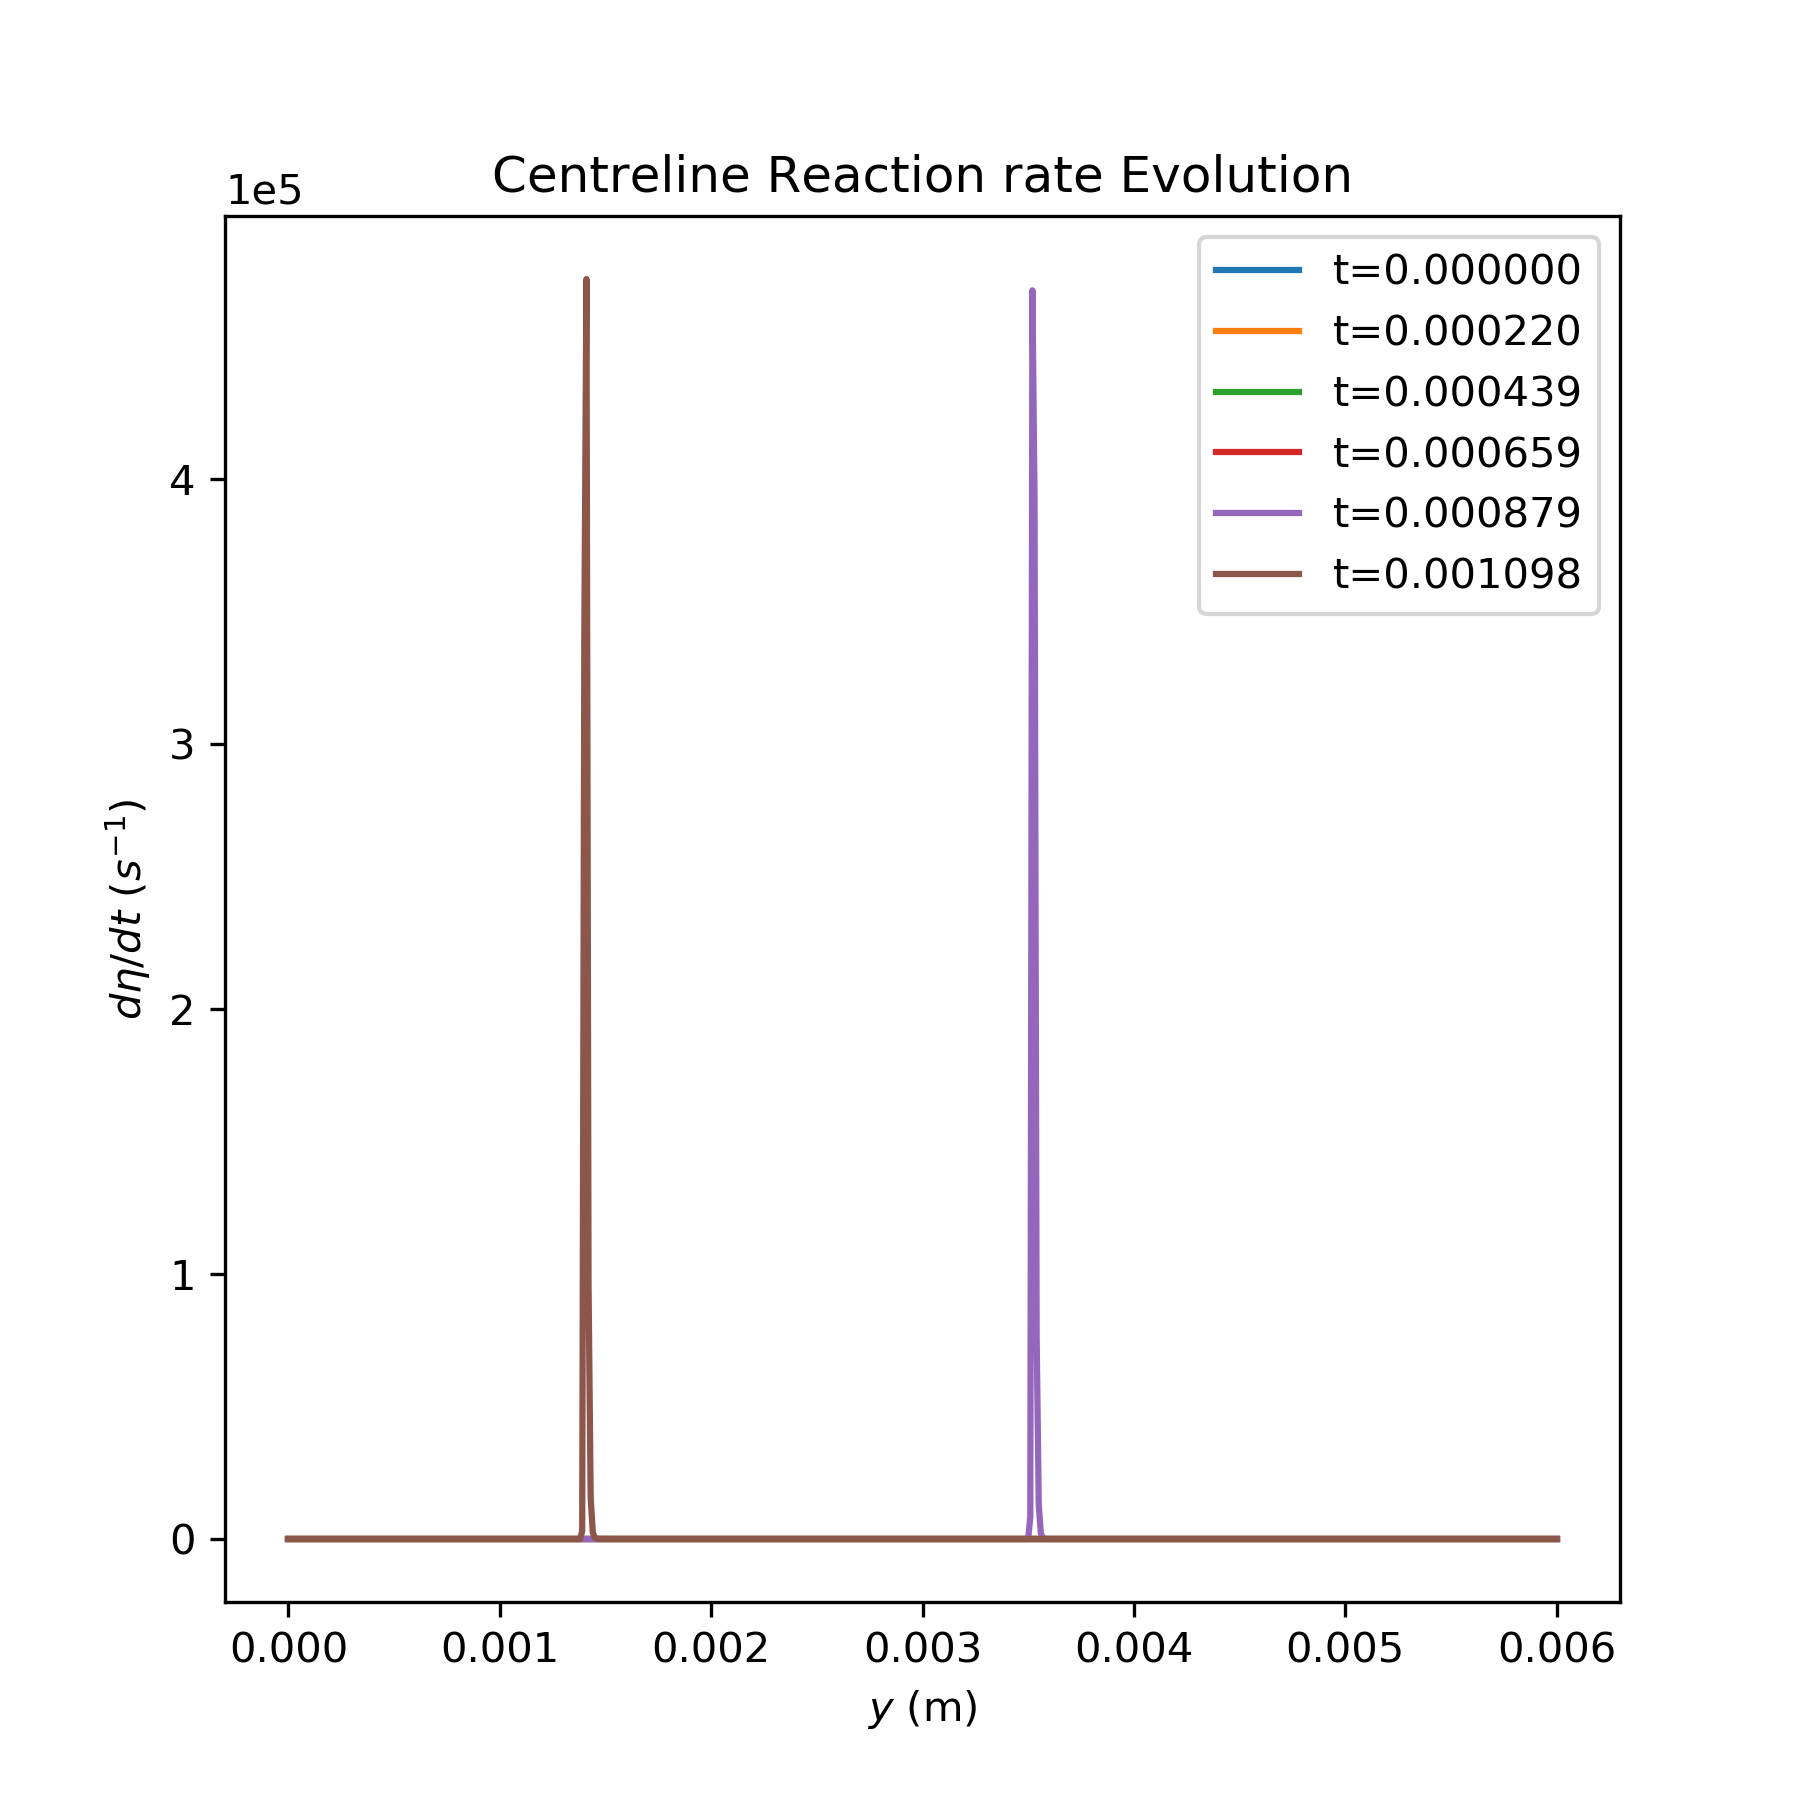 Centreline Reaction rate Evolution
1e5
t=0.000000
t=0.000220
t=0.000439
t=0.000659
t=0.000879
t=0.001098
4
3
2
1
0
dη/dt (s⁻¹)
0.000 0.001 0.002 0.003 0.004 0.005 0.006
y (m)